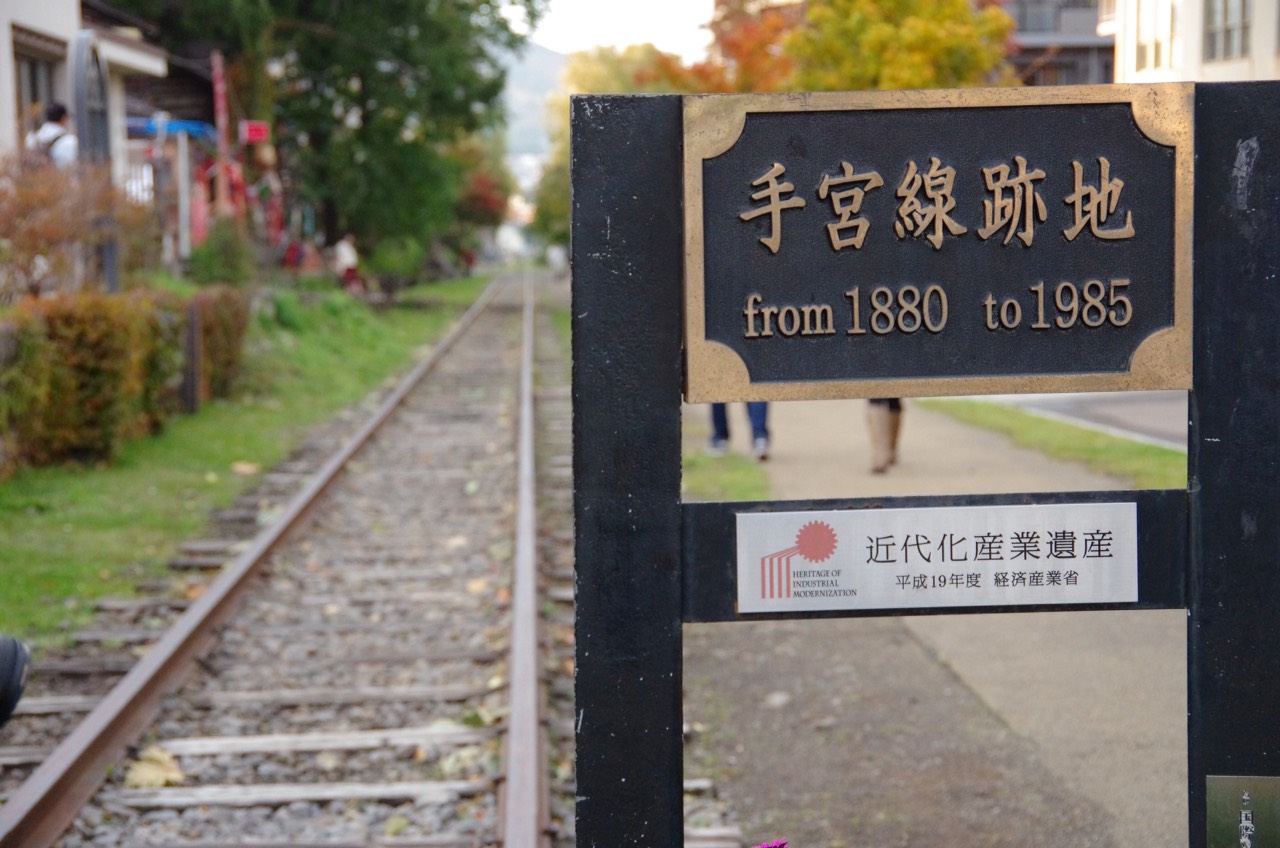 手宮線跡地
from 1880 to 1985
近代化産業遺産
平成19年度 経済産業省
HERITAGE OF
INDUSTRIAL
MODERNIZATION